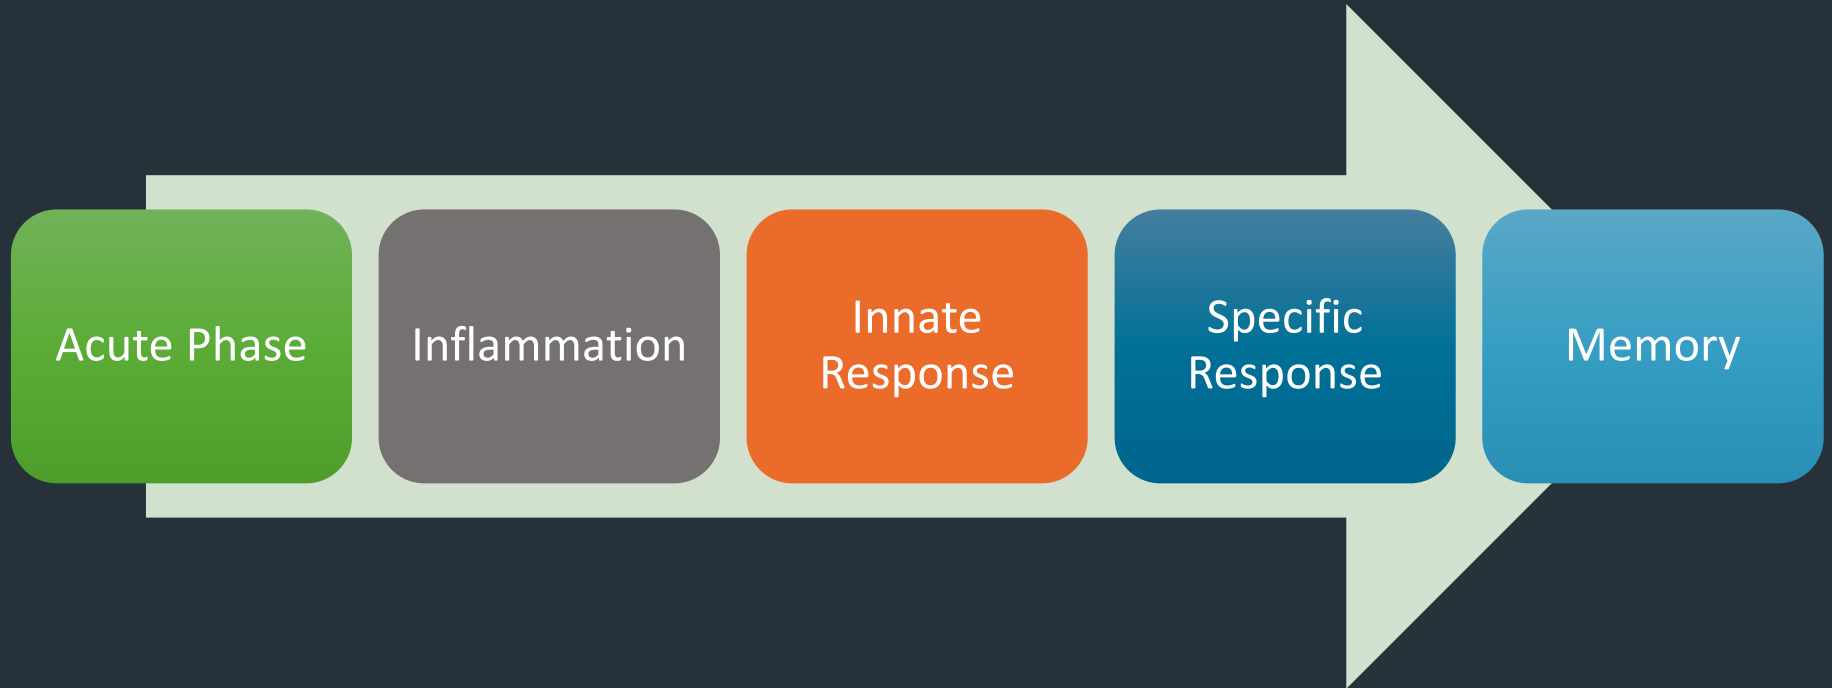 Acute Phase
Inflammation
Innate
Response
Specific
Response
Memory